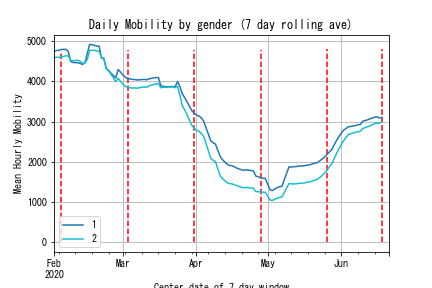 Daily Mobility by gender (7 day rolling ave)
Mean Hourly Mobility
5000
4000
3000
2000
1000
0
1
2
Feb Mar Apr May Jun
2020
Center date of 7 day window